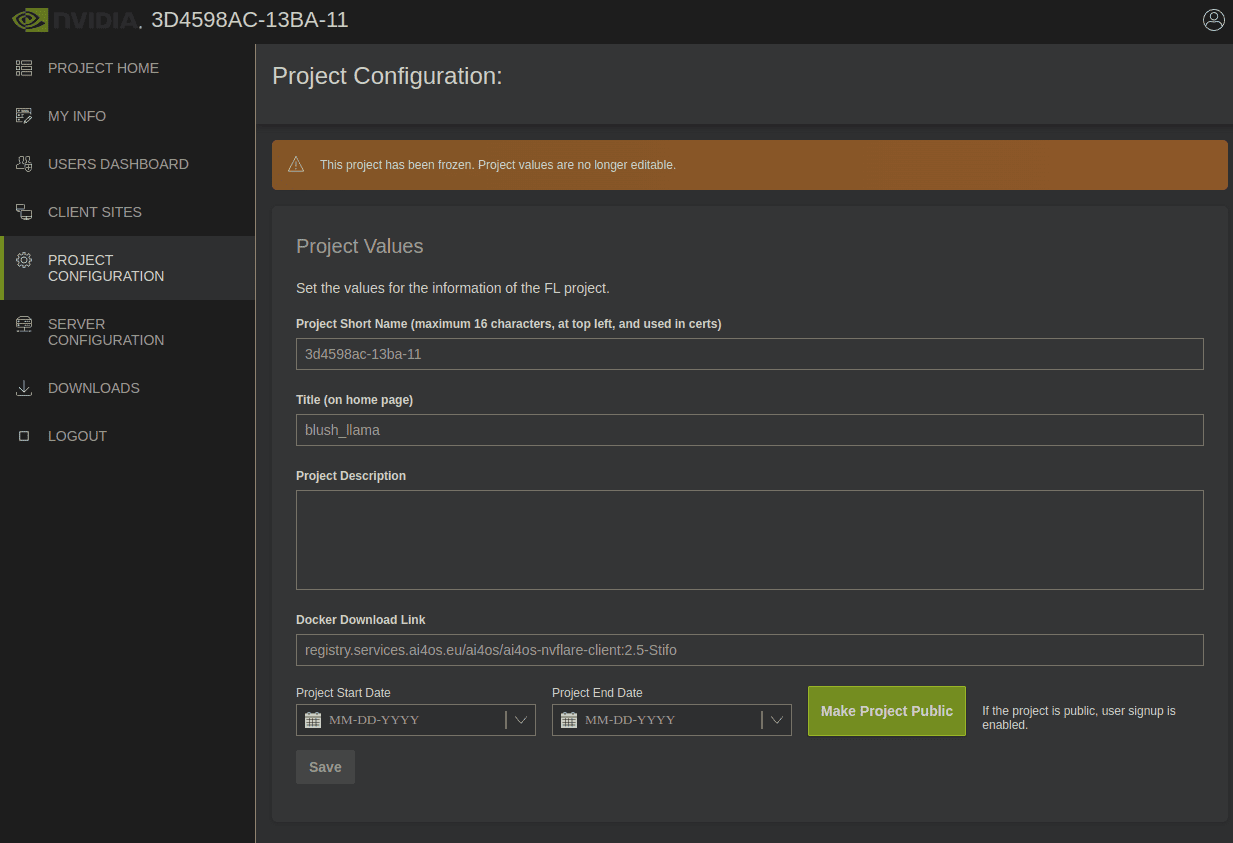 NVIDIA. 3D4598AC-13BA-11
PROJECT HOME
MY INFO
USERS DASHBOARD
CLIENT SITES
PROJECT
CONFIGURATION
SERVER
CONFIGURATION
DOWNLOADS
LOGOUT
Project Configuration:
This project has been frozen. Project values are no longer editable.
Project Values
Set the values for the information of the FL project.
Project Short Name (maximum 16 characters, at top left, and used in certs)
3d4598ac-13ba-11
Title (on home page)
blush_llama
Project Description
Docker Download Link
registry.services.ai4os.eu/ai4os/ai4os-nvflare-client:2.5-Stifo
Project Start Date
MM-DD-YYYY
Project End Date
MM-DD-YYYY
Make Project Public
If the project is public, user signup is
enabled.
Save